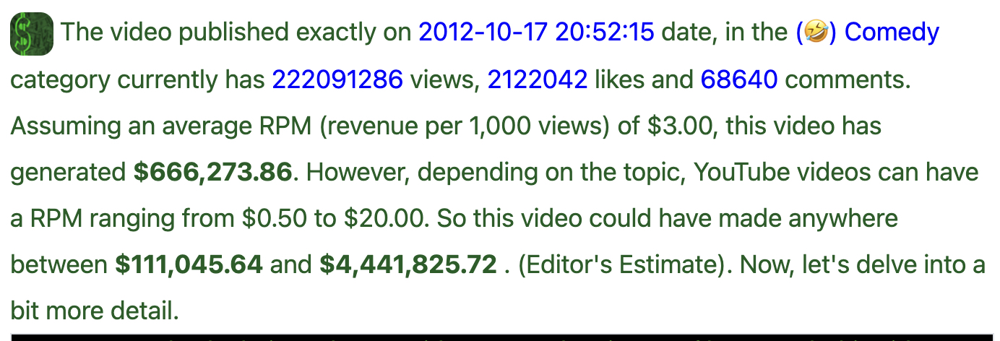 The video published exactly on 2012-10-17 20:52:15 date, in the (🤣) Comedy
category currently has 222091286 views, 2122042 likes and 68640 comments.
Assuming an average RPM (revenue per 1,000 views) of $3.00, this video has
generated $666,273.86. However, depending on the topic, YouTube videos can have
a RPM ranging from $0.50 to $20.00. So this video could have made anywhere
between $111,045.64 and $4,441,825.72 . (Editor's Estimate). Now, let's delve into a
bit more detail.